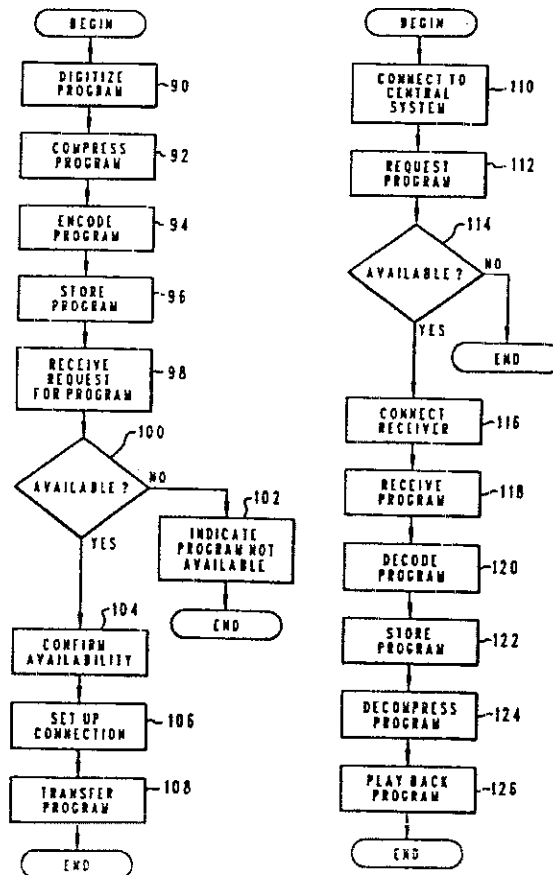 BEGIN
DIGITIZE
PROGRAM
90
COMPRESS
PROGRAM
92
ENCODE
PROGRAM
94
STORE
PROGRAM
96
RECEIVE
REQUEST
FOR PROGRAM
98
100
AVAILABLE?
NO
YES
102
INDICATE
PROGRAM NOT
AVAILABLE
END
104
CONFIRM
AVAILABILITY
SET UP
CONNECTION
106
TRANSFER
PROGRAM
108
END
BEGIN
CONNECT TO
CENTRAL
SYSTEM
110
REQUEST
PROGRAM
112
114
AVAILABLE?
NO
YES
END
CONNECT
RECEIVER
116
RECEIVE
PROGRAM
118
DECODE
PROGRAM
120
STORE
PROGRAM
122
DECOMPRESS
PROGRAM
124
PLAY BACK
PROGRAM
126
END